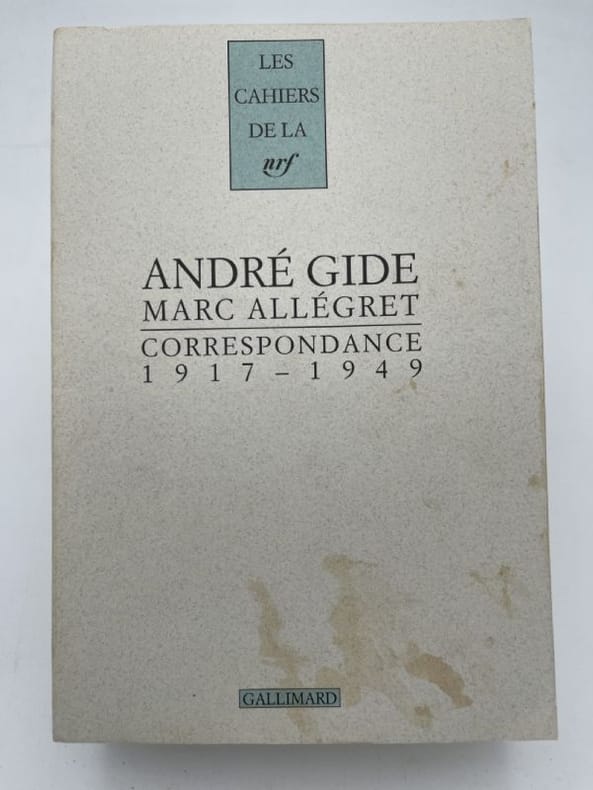 LES
CAHIERS
DE LA
nrf
ANDRÉ GIDE
MARC ALLÉGRET
CORRESPONDANCE
1917–1949
GALLIMARD